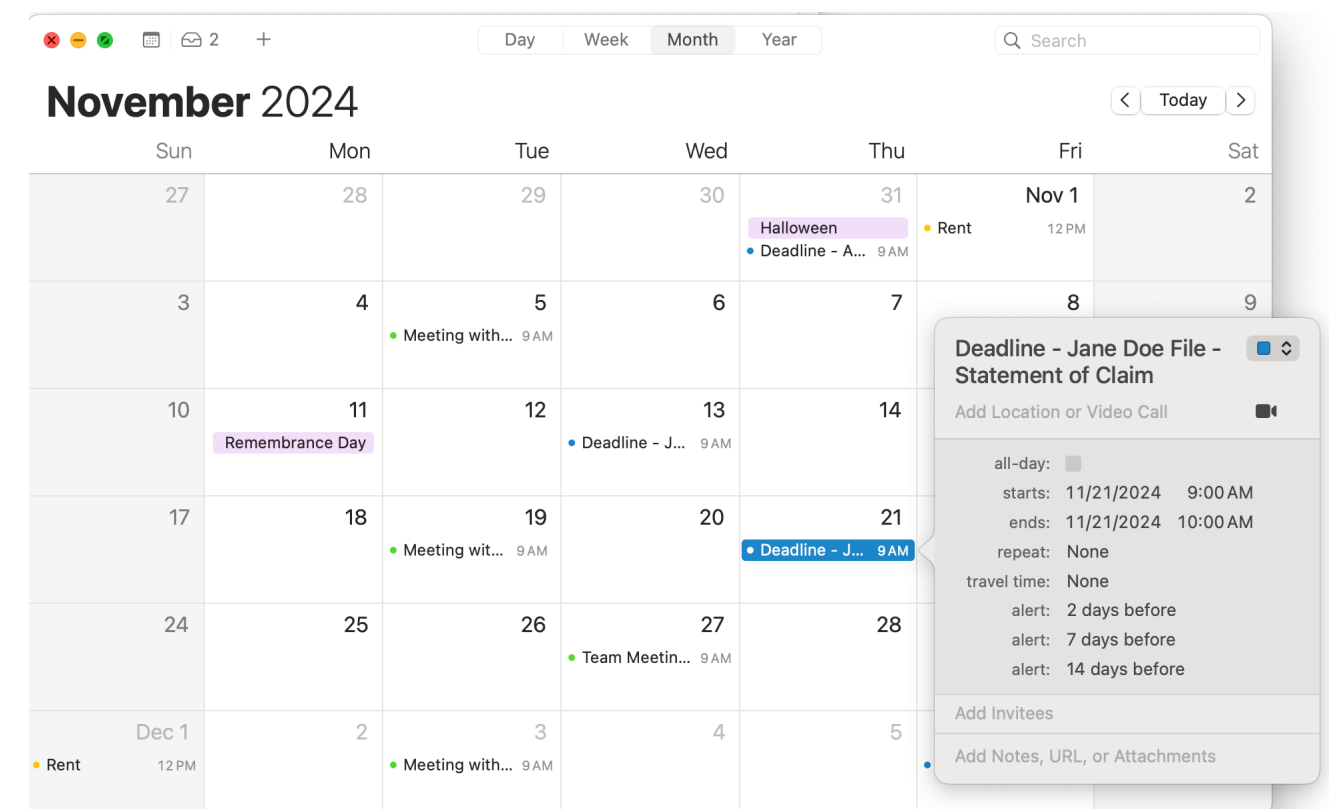 2
+
Day Week Month Year
Search
November 2024
Today
Sun Mon Tue Wed Thu Fri Sat
27 28 29 30 31 Nov 1 2
Halloween
Rent 12 PM
Deadline - A... 9 AM
3 4 5 6 7 8 9
Meeting with... 9 AM
10 11 12 13 14
Remembrance Day
Deadline - J... 9 AM
17 18 19 20 21
Meeting wit... 9 AM
Deadline - J... 9 AM
24 25 26 27 28
Team Meetin... 9 AM
Dec 1 2 3 4 5
Rent 12 PM
Meeting with... 9 AM
Deadline - Jane Doe File -
Statement of Claim
Add Location or Video Call
all-day:
starts: 11/21/2024 9:00 AM
ends: 11/21/2024 10:00 AM
repeat: None
travel time: None
alert: 2 days before
alert: 7 days before
alert: 14 days before
Add Invitees
Add Notes, URL, or Attachments